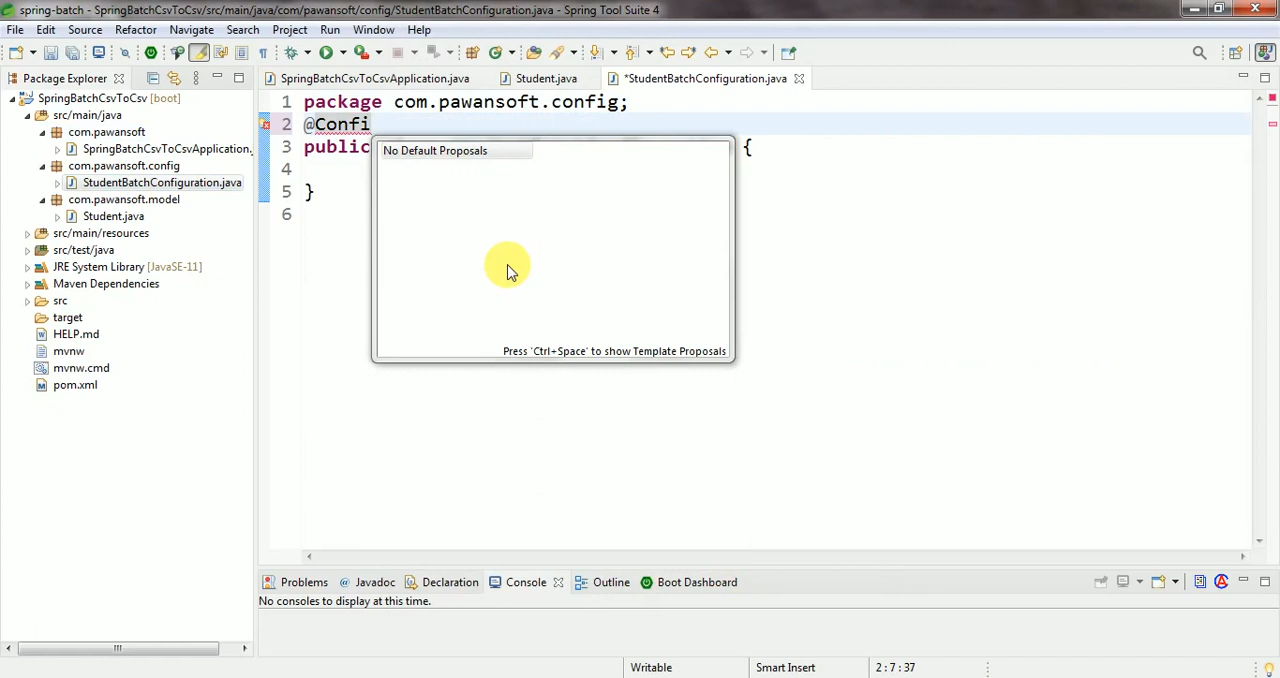 spring-batch - SpringBatchCsvToCsv/src/main/java/com/pawansoft/config/StudentBatchConfiguration.java - Spring Tool Suite 4
File Edit Source Refactor Navigate Search Project Run Window Help
Package Explorer
SpringBatchCsvToCsv [boot]
src/main/java
com.pawansoft
SpringBatchCsvToCsvApplication.
com.pawansoft.config
StudentBatchConfiguration.java
com.pawansoft.model
Student.java
src/main/resources
src/test/java
JRE System Library [JavaSE-11]
Maven Dependencies
src
target
HELP.md
mvnw
mvnw.cmd
pom.xml
SpringBatchCsvToCsvApplication.java Student.java *StudentBatchConfiguration.java
1 package com.pawansoft.config;
2 @Confi
3 public {
4
5 }
6
No Default Proposals
Press 'Ctrl+Space' to show Template Proposals
Problems Javadoc Declaration Console Outline Boot Dashboard
No consoles to display at this time.
Writable Smart Insert 2 : 7 : 37